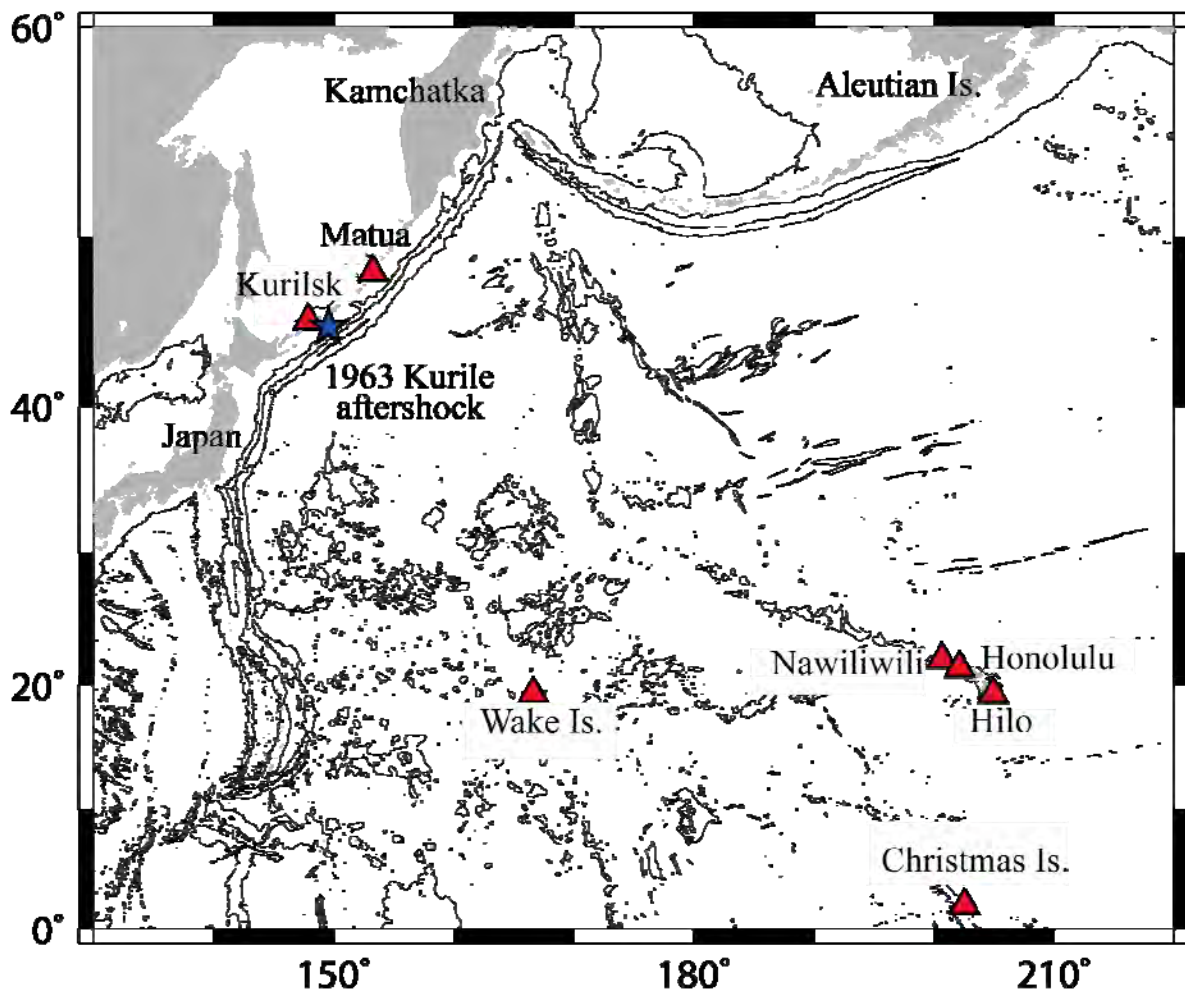 60°
Kamchatka
Aleutian Is.
Matua
Kurilsk
40°
1963 Kurile
aftershock
Japan
Nawiliwili
Honolulu
20°
Wake Is.
Hilo
Christmas Is.
0°
150°
180°
210°